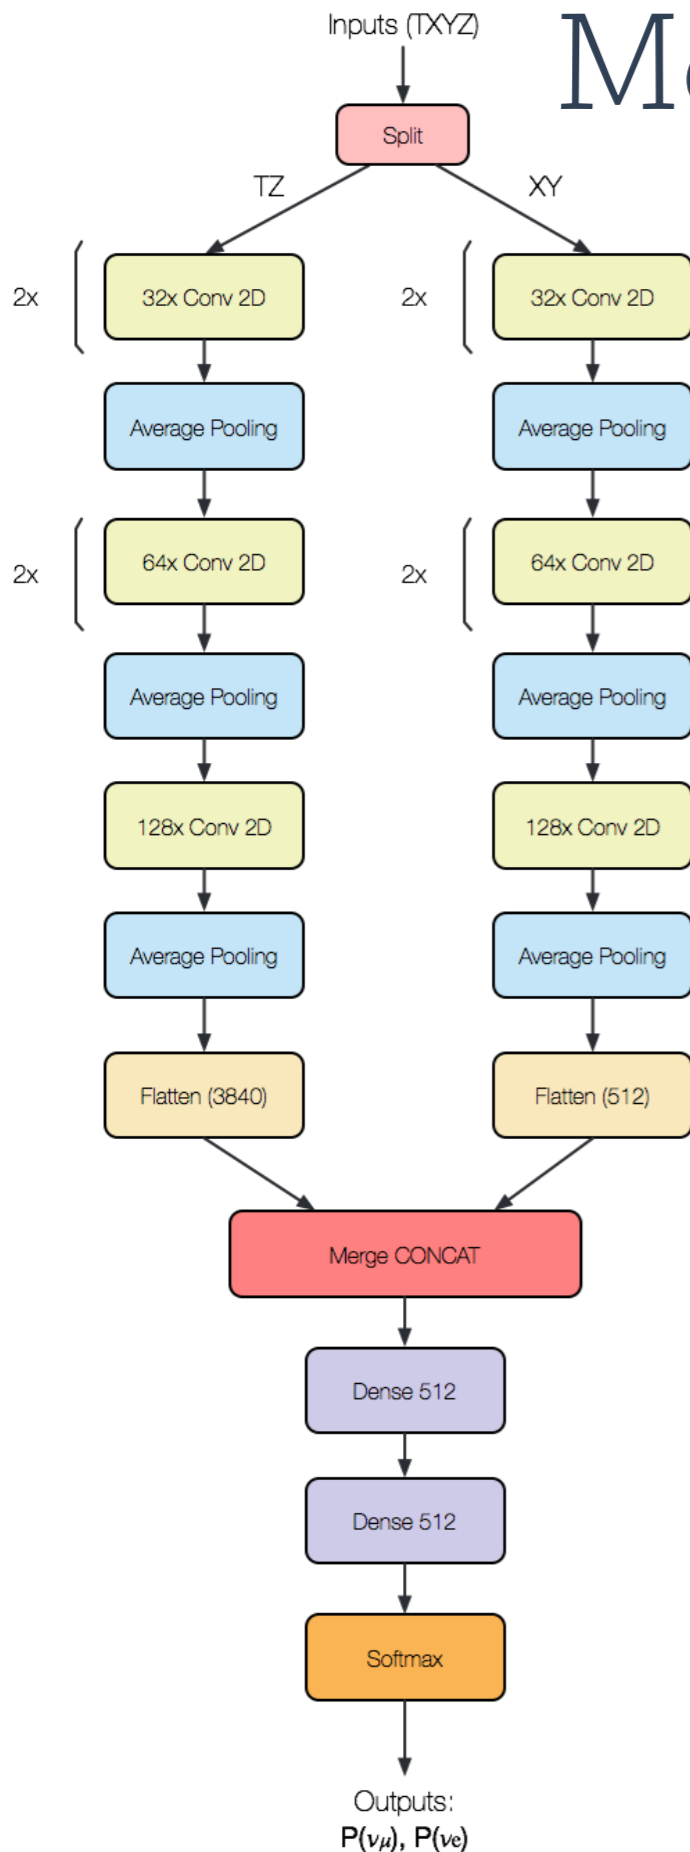 Inputs (TXYZ)
Split
TZ
XY
2x
32x Conv 2D
2x
32x Conv 2D
Average Pooling
Average Pooling
2x
64x Conv 2D
2x
64x Conv 2D
Average Pooling
Average Pooling
128x Conv 2D
128x Conv 2D
Average Pooling
Average Pooling
Flatten (3840)
Flatten (512)
Merge CONCAT
Dense 512
Dense 512
Softmax
Outputs:
P(νμ), P(νe)